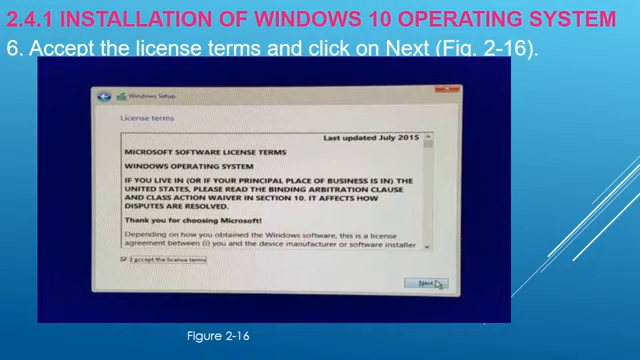 2.4.1 INSTALLATION OF WINDOWS 10 OPERATING SYSTEM
6. Accept the license terms and click on Next (Fig. 2-16).
Windows Setup
License terms
Last updated July 2015
MICROSOFT SOFTWARE LICENSE TERMS
WINDOWS OPERATING SYSTEM
IF YOU LIVE IN (OR IF YOUR PRINCIPAL PLACE OF BUSINESS IS IN) THE
UNITED STATES, PLEASE READ THE BINDING ARBITRATION CLAUSE
AND CLASS ACTION WAIVER IN SECTION 10. IT AFFECTS HOW
DISPUTES ARE RESOLVED.
Thank you for choosing Microsoft!
Depending on how you obtained the Windows software, this is a license
agreement between (i) you and the device manufacturer or software installer
I accept the license terms
Next
Figure 2-16